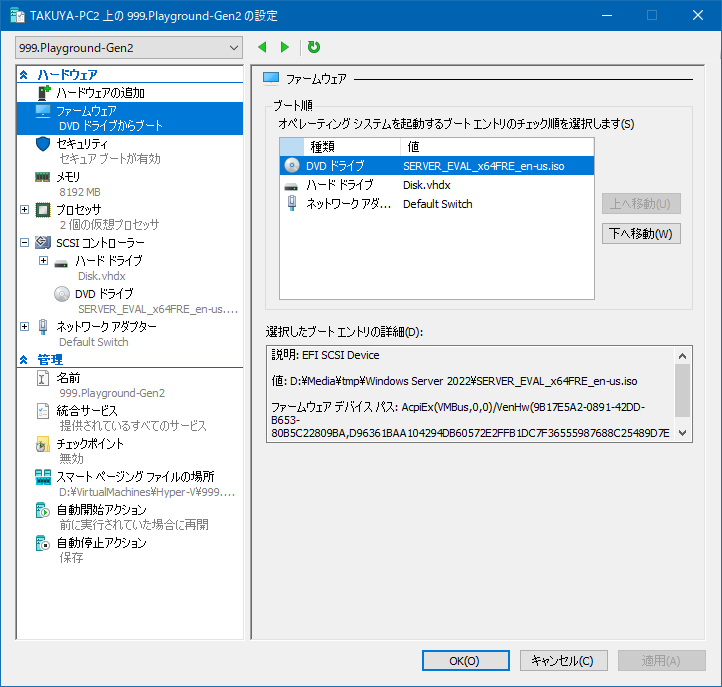 TAKUYA-PC2 上の 999.Playground-Gen2 の設定
999.Playground-Gen2
ハードウェア
ハードウェアの追加
ファームウェア
DVD ドライブからブート
セキュリティ
セキュア ブートが有効
メモリ
8192 MB
プロセッサ
2 個の仮想プロセッサ
SCSI コントローラー
ハード ドライブ
Disk.vhdx
DVD ドライブ
SERVER_EVAL_x64FRE_en-us....
ネットワーク アダプター
Default Switch
管理
名前
999.Playground-Gen2
統合サービス
提供されているすべてのサービス
チェックポイント
無効
スマート ページング ファイルの場所
D:¥VirtualMachines¥Hyper-V¥999....
自動開始アクション
前に実行されていた場合に再開
自動停止アクション
保存
ファームウェア
ブート順
オペレーティング システムを起動するブート エントリのチェック順を選択します(S)
種類 値
DVD ドライブ SERVER_EVAL_x64FRE_en-us.iso
ハード ドライブ Disk.vhdx
ネットワーク アダ... Default Switch
上へ移動(U)
下へ移動(W)
選択したブート エントリの詳細(D):
説明: EFI SCSI Device
値: D:¥Media¥tmp¥Windows Server 2022¥SERVER_EVAL_x64FRE_en-us.iso
ファームウェア デバイス パス: AcpiEx(VMBus,0,0)/VenHw(9B17E5A2-0891-42DD-
B653-
80B5C22809BA,D96361BAA104294DB60572E2FFB1DC7F36555987688C25489D7E
OK(O)
キャンセル(C)
適用(A)